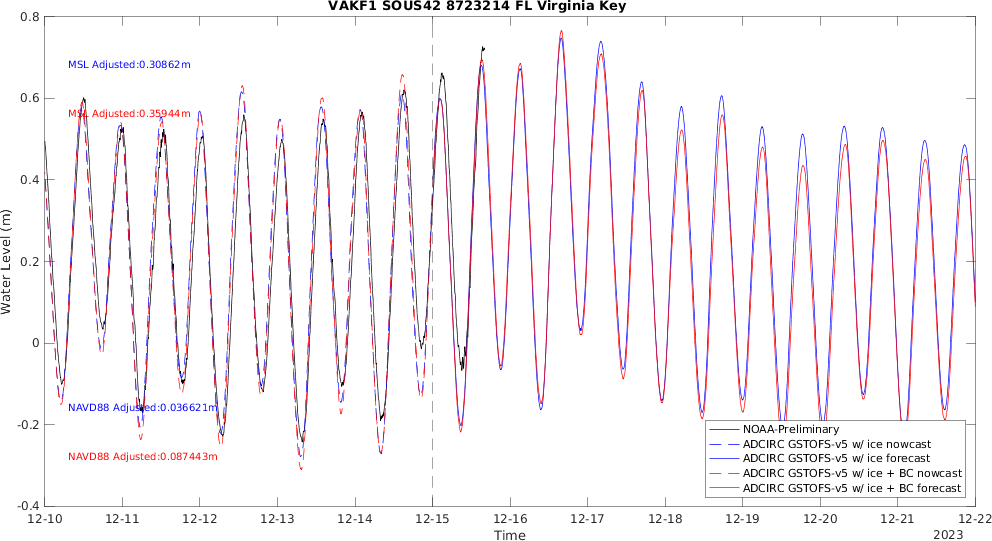 VAKF1 SOUS42 8723214 FL Virginia Key
0.8
0.6
0.4
0.2
0
-0.2
-0.4
Water Level (m)
MSL Adjusted:0.30862m
MSL Adjusted:0.35944m
NAVD88 Adjusted:0.036621m
NAVD88 Adjusted:0.087443m
NOAA-Preliminary
ADCIRC GSTOFS-v5 w/ ice nowcast
ADCIRC GSTOFS-v5 w/ ice forecast
ADCIRC GSTOFS-v5 w/ ice + BC nowcast
ADCIRC GSTOFS-v5 w/ ice + BC forecast
12-10 12-11 12-12 12-13 12-14 12-15 12-16 12-17 12-18 12-19 12-20 12-21 12-22
Time
2023